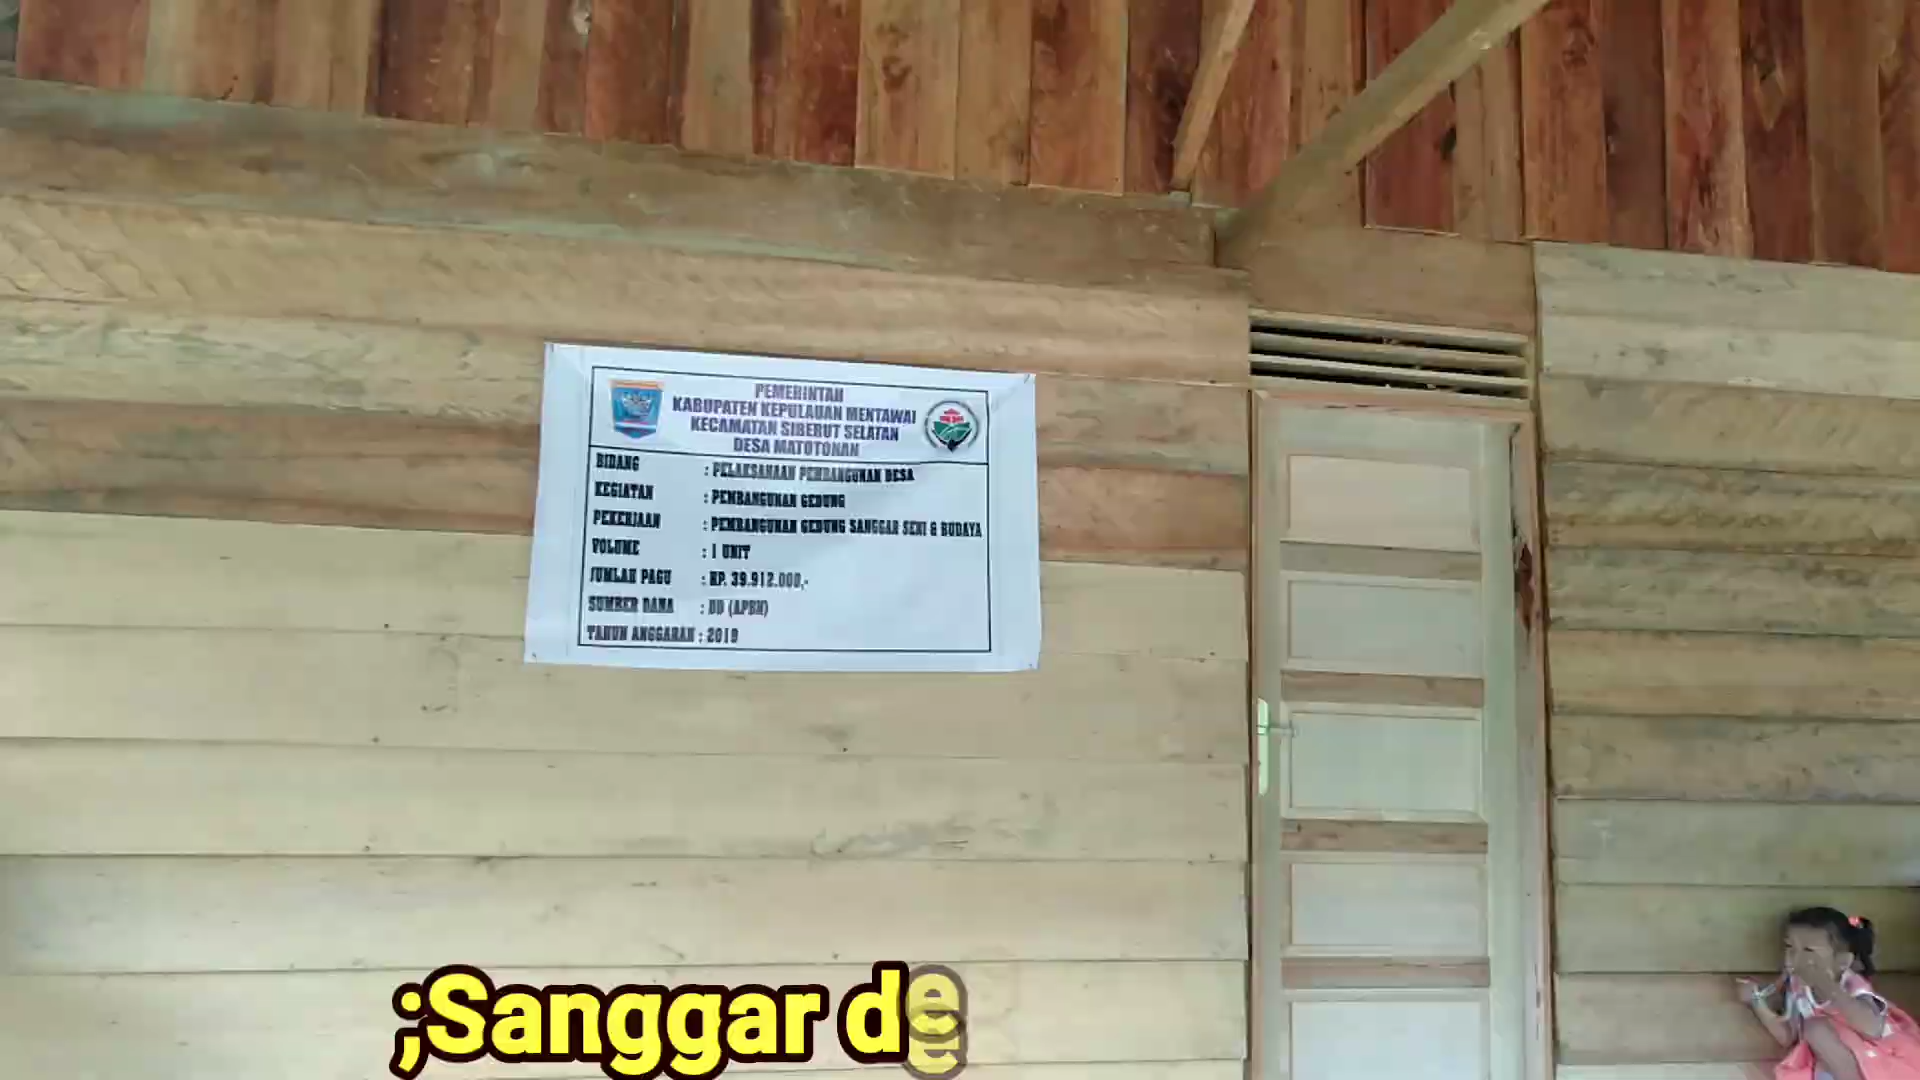 PEMERINTAH
KABUPATEN KEPULAUAN MENTAWAI
KECAMATAN SIBERUT SELATAN
DESA MATOTONAN
BIDANG : PELAKSANAAN PEMBANGUNAN DESA
KEGIATAN : PEMBANGUNAN GEDUNG
PEKERJAAN : PEMBANGUNAN GEDUNG SANGGAR SENI & BUDAYA
VOLUME : 1 UNIT
JUMLAH PAGU : RP. 39.912.000,-
SUMBER DANA : DD (APBN)
TAHUN ANGGARAN : 2019
;Sanggar de